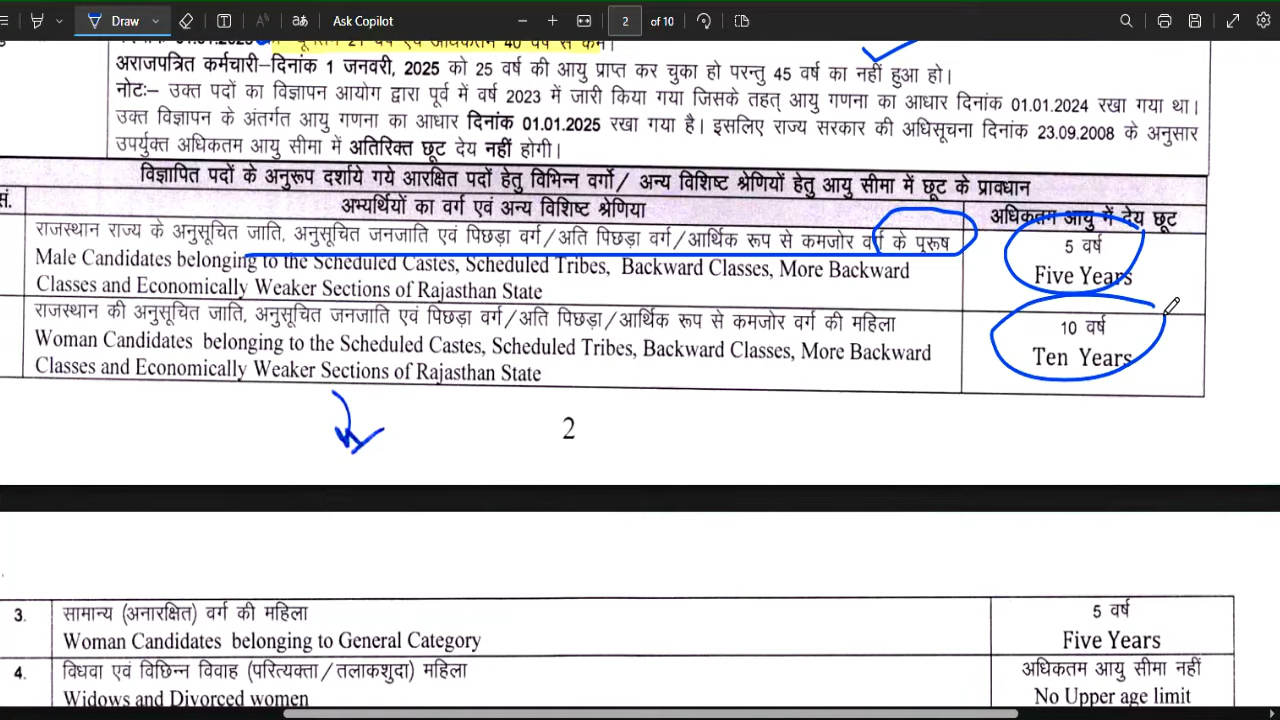 Draw
Ask Copilot
2 of 10
अराजपत्रित कर्मचारी–दिनांक 1 जनवरी, 2025 को 25 वर्ष की आयु प्राप्त कर चुका हो परन्तु 45 वर्ष का नहीं हुआ हो।
नोटः– उक्त पदों का विज्ञापन आयोग द्वारा पूर्व में वर्ष 2023 में जारी किया गया जिसके तहत् आयु गणना का आधार दिनांक 01.01.2024 रखा गया था।
उक्त विज्ञापन के अंतर्गत आयु गणना का आधार दिनांक 01.01.2025 रखा गया है। इसलिए राज्य सरकार की अधिसूचना दिनांक 23.09.2008 के अनुसार
उपर्युक्त अधिकतम आयु सीमा में अतिरिक्त छूट देय नहीं होगी।
विज्ञापित पदों के अनुरूप दर्शाये गये आरक्षित पदों हेतु विभिन्न वर्गो/ अन्य विशिष्ट श्रेणियों हेतु आयु सीमा में छूट के प्रावधान
सं. अभ्यर्थियों का वर्ग एवं अन्य विशिष्ट श्रेणिया अधिकतम आयु में देय छूट
राजस्थान राज्य के अनुसूचित जाति, अनुसूचित जनजाति एवं पिछड़ा वर्ग/अति पिछड़ा वर्ग/आर्थिक रूप से कमजोर वर्ग के पुरूष 5 वर्ष
Male Candidates belonging to the Scheduled Castes, Scheduled Tribes, Backward Classes, More Backward Five Years
Classes and Economically Weaker Sections of Rajasthan State
राजस्थान की अनुसूचित जाति, अनुसूचित जनजाति एवं पिछड़ा वर्ग/अति पिछड़ा/आर्थिक रूप से कमजोर वर्ग की महिला 10 वर्ष
Woman Candidates belonging to the Scheduled Castes, Scheduled Tribes, Backward Classes, More Backward Ten Years
Classes and Economically Weaker Sections of Rajasthan State
2
3. सामान्य (अनारक्षित) वर्ग की महिला 5 वर्ष
Woman Candidates belonging to General Category Five Years
4. विधवा एवं विछिन्न विवाह (परित्यक्ता/तलाकशुदा) महिला अधिकतम आयु सीमा नहीं
Widows and Divorced women No Upper age limit